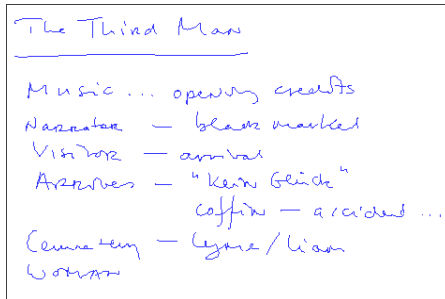 The Third Man
Music ... opening credits
Narrator — black market
Visitor — arrival
Arrives — "Kein Glück"
coffin — accident ...
Cemetery — Lyme / Liam
Woman